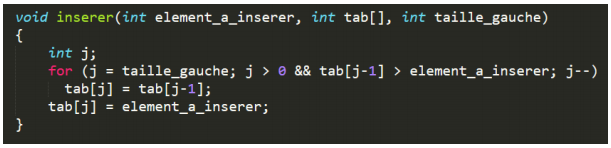 void inserer(int element_a_inserer, int tab[], int taille_gauche)
{
    int j;
    for (j = taille_gauche; j > 0 && tab[j-1] > element_a_inserer; j--)
      tab[j] = tab[j-1];
    tab[j] = element_a_inserer;
}